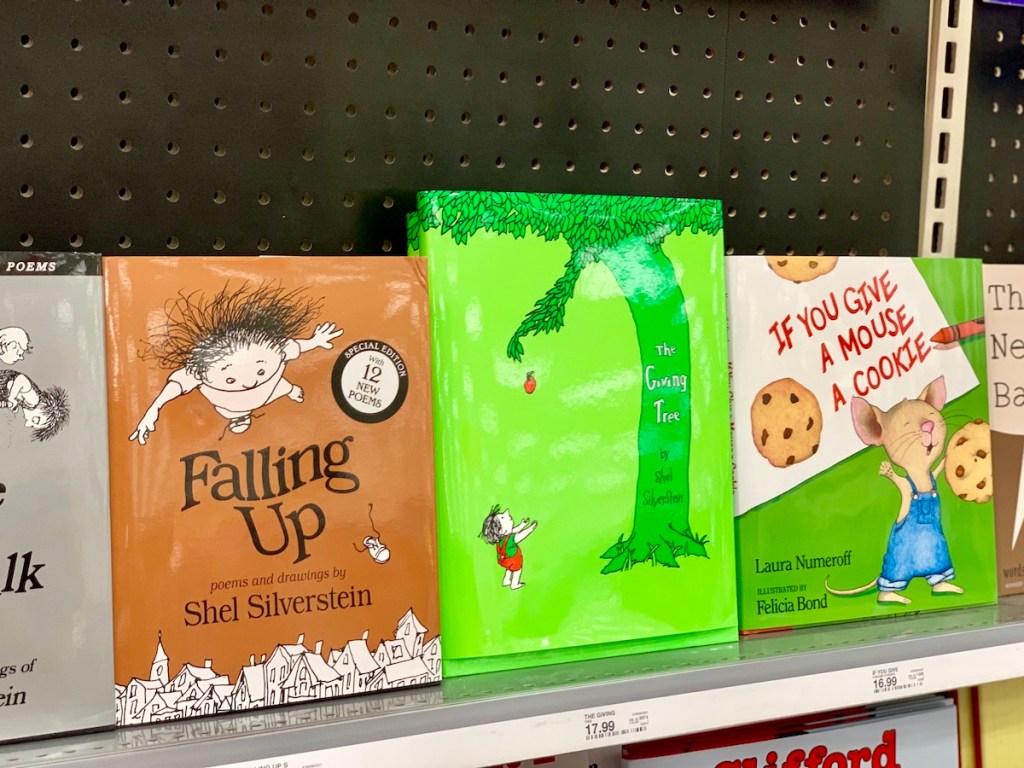 POEMS
lk
gs of
ein
SPECIAL EDITION
with
12
NEW
POEMS
Falling
Up
poems and drawings by
Shel Silverstein
The
Giving
Tree
by
Shel
Silverstein
IF YOU GIVE
A MOUSE
A COOKIE
Laura Numeroff
ILLUSTRATED BY
Felicia Bond
Th
Ne
Ba
words
THE GIVING
17.99
IF YOU GIVE
16.99
Clifford